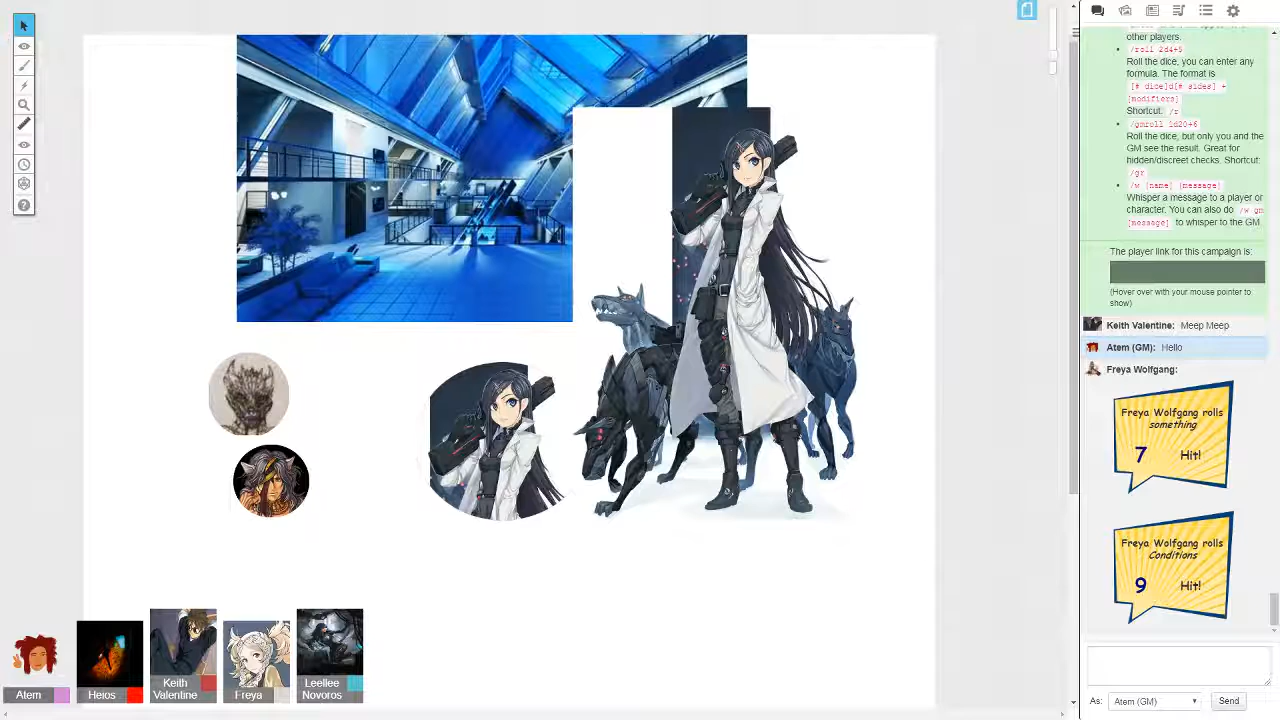 other players.
/roll 2d4+5
Roll the dice, you can enter any
formula. The format is
[# dice]d[# sides] +
[modifiers]
Shortcut: /r
/gmroll 1d20+6
Roll the dice, but only you and the
GM see the result. Great for
hidden/discreet checks. Shortcut:
/gr
/w [name] [message]
Whisper a message to a player or
character. You can also do /w gm
[message] to whisper to the GM
The player link for this campaign is:
(Hover over with your mouse pointer to
show)
Keith Valentine: Meep Meep
Atem (GM): Hello
Freya Wolfgang:
Freya Wolfgang rolls
something
7 Hit!
Freya Wolfgang rolls
Conditions
9 Hit!
As: Atem (GM) Send
Atem
Heios
Keith
Valentine
Freya
Leellee
Novoros